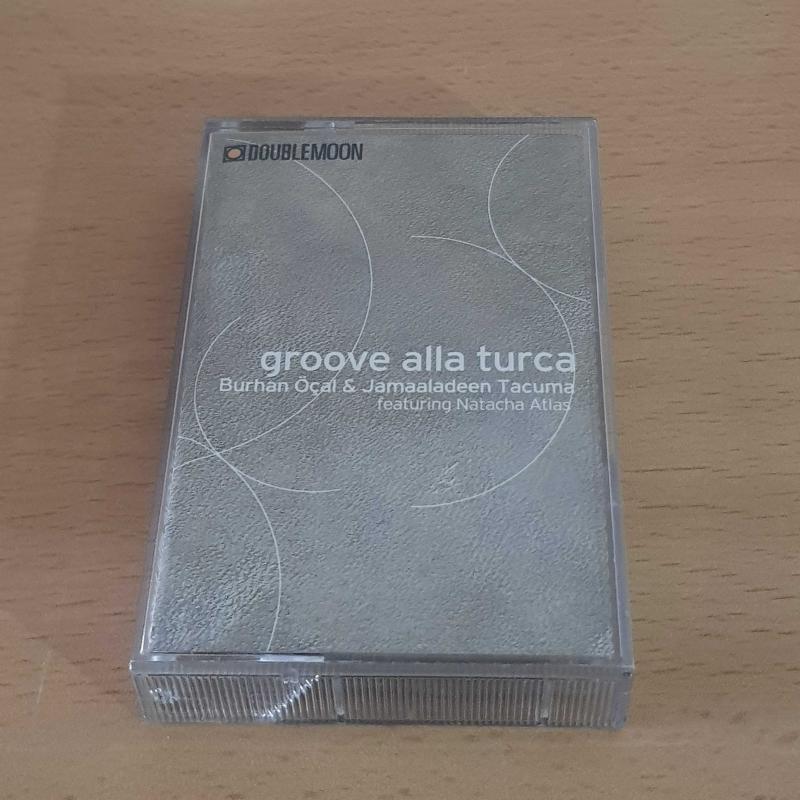 DOUBLEMOON
groove alla turca
Burhan Öçal & Jamaaladeen Tacuma
featuring Natacha Atlas